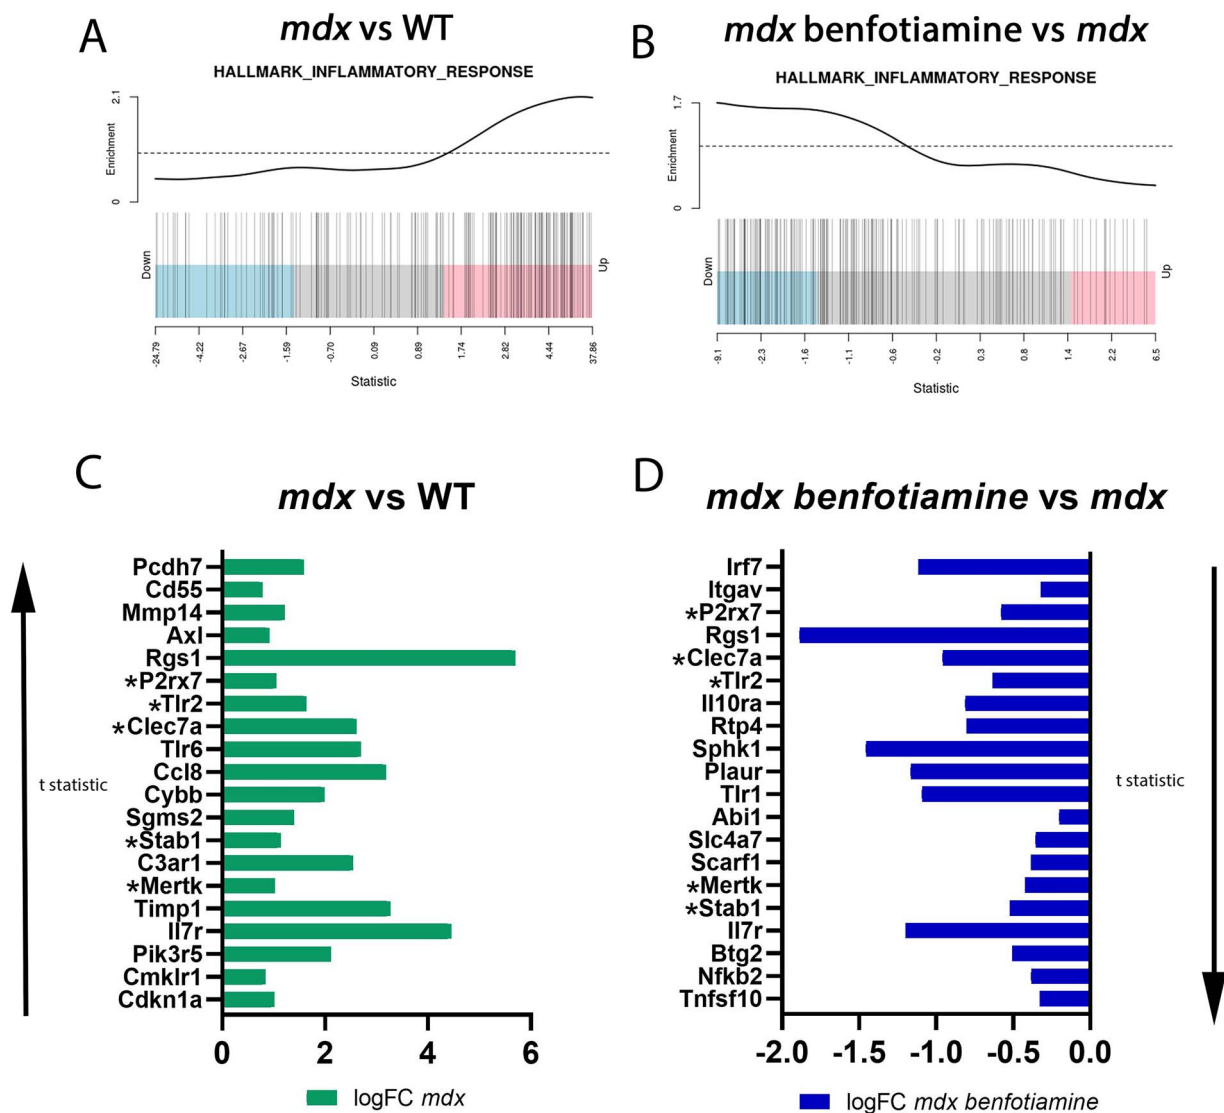 A
mdx vs WT
HALLMARK_INFLAMMATORY_RESPONSE
2.1
Enrichment
0
Down
Up
-24.79
-4.22
-2.67
-1.59
-0.70
0.09
0.89
1.74
2.82
4.44
37.86
Statistic
B
mdx benfotiamine vs mdx
HALLMARK_INFLAMMATORY_RESPONSE
1.7
Enrichment
0
Down
Up
-9.1
-2.3
-1.6
-1.1
-0.6
-0.2
0.3
0.8
1.4
2.2
6.5
Statistic
C
mdx vs WT
t statistic
Pcdh7
Cd55
Mmp14
Axl
Rgs1
*P2rx7
*Tlr2
*Clec7a
Tlr6
Ccl8
Cybb
Sgms2
*Stab1
C3ar1
*Mertk
Timp1
Il7r
Pik3r5
Cmklr1
Cdkn1a
0 2 4 6
logFC mdx
D
mdx benfotiamine vs mdx
Irf7
Itgav
*P2rx7
Rgs1
*Clec7a
*Tlr2
Il10ra
Rtp4
Sphk1
Plaur
Tlr1
Abi1
Slc4a7
Scarf1
*Mertk
*Stab1
Il7r
Btg2
Nfkb2
Tnfsf10
t statistic
-2.0 -1.5 -1.0 -0.5 0.0
logFC mdx benfotiamine